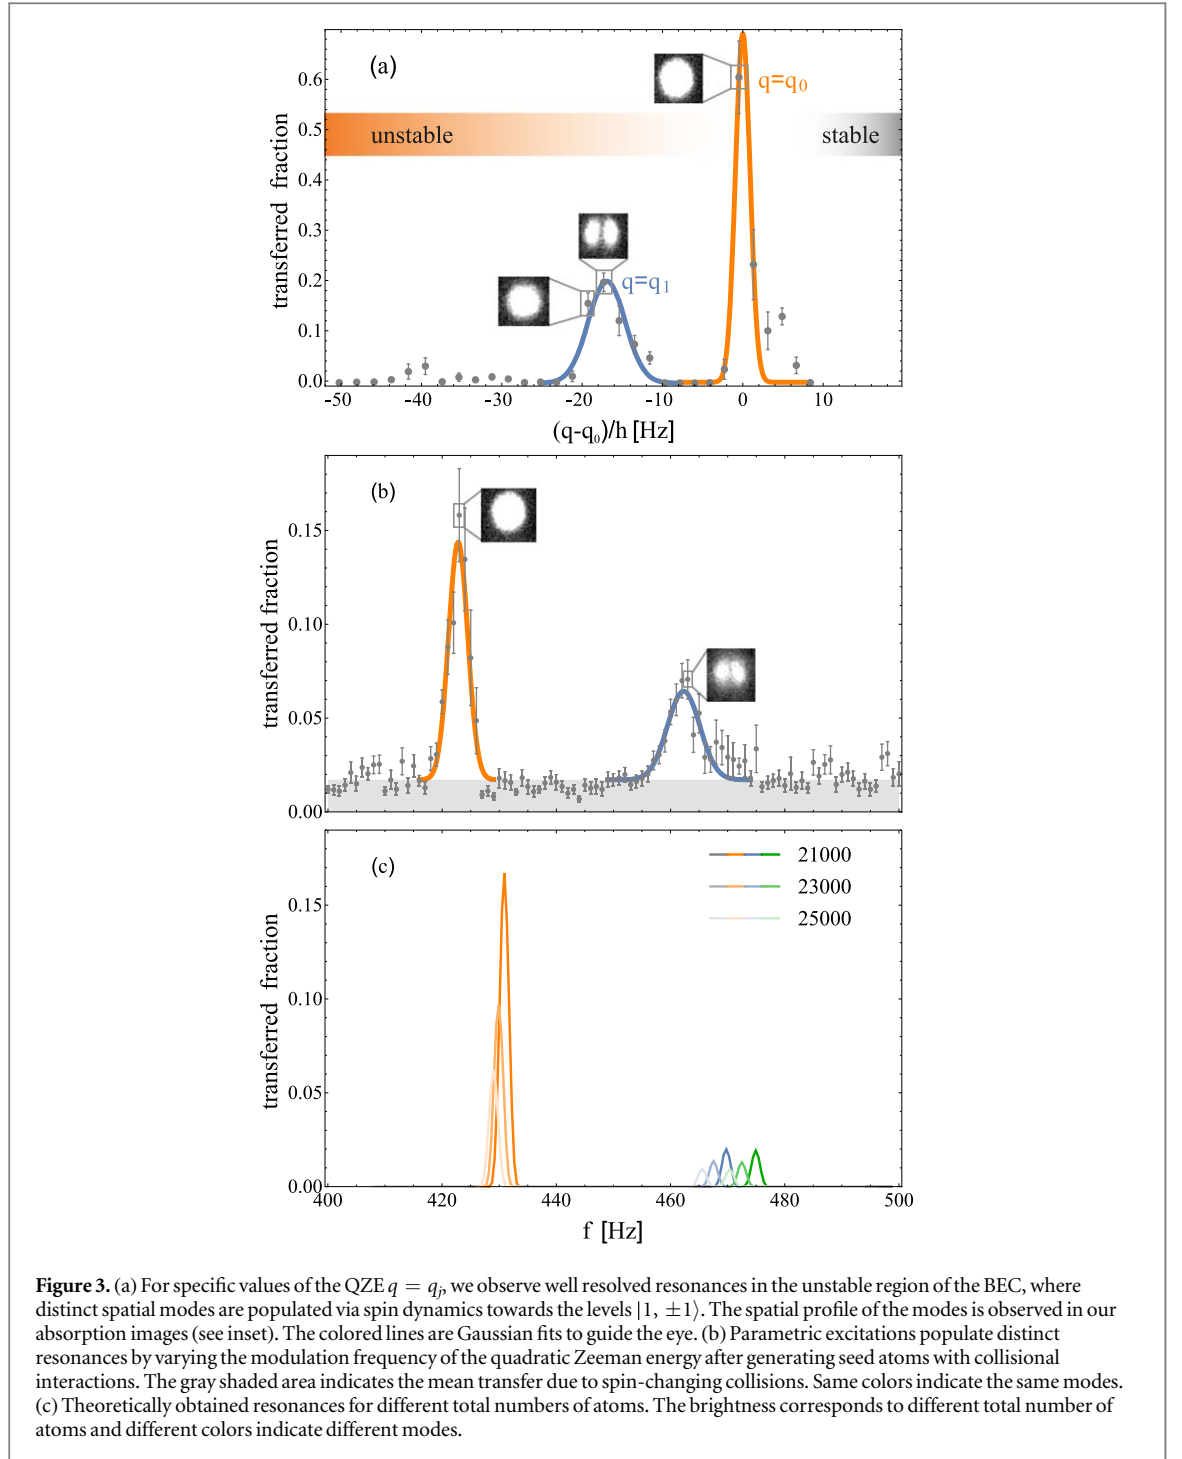 (a)
q=q0
unstable
stable
q=q1
transferred fraction
0.6
0.5
0.4
0.3
0.2
0.1
0.0
-50 -40 -30 -20 -10 0 10
(q-q0)/h [Hz]
(b)
transferred fraction
0.15
0.10
0.05
0.00
(c)
21000
23000
25000
transferred fraction
0.15
0.10
0.05
0.00
400 420 440 460 480 500
f [Hz]
Figure 3. (a) For specific values of the QZE q = qj, we observe well resolved resonances in the unstable region of the BEC, where
distinct spatial modes are populated via spin dynamics towards the levels |1, ±1⟩. The spatial profile of the modes is observed in our
absorption images (see inset). The colored lines are Gaussian fits to guide the eye. (b) Parametric excitations populate distinct
resonances by varying the modulation frequency of the quadratic Zeeman energy after generating seed atoms with collisional
interactions. The gray shaded area indicates the mean transfer due to spin-changing collisions. Same colors indicate the same modes.
(c) Theoretically obtained resonances for different total numbers of atoms. The brightness corresponds to different total number of
atoms and different colors indicate different modes.